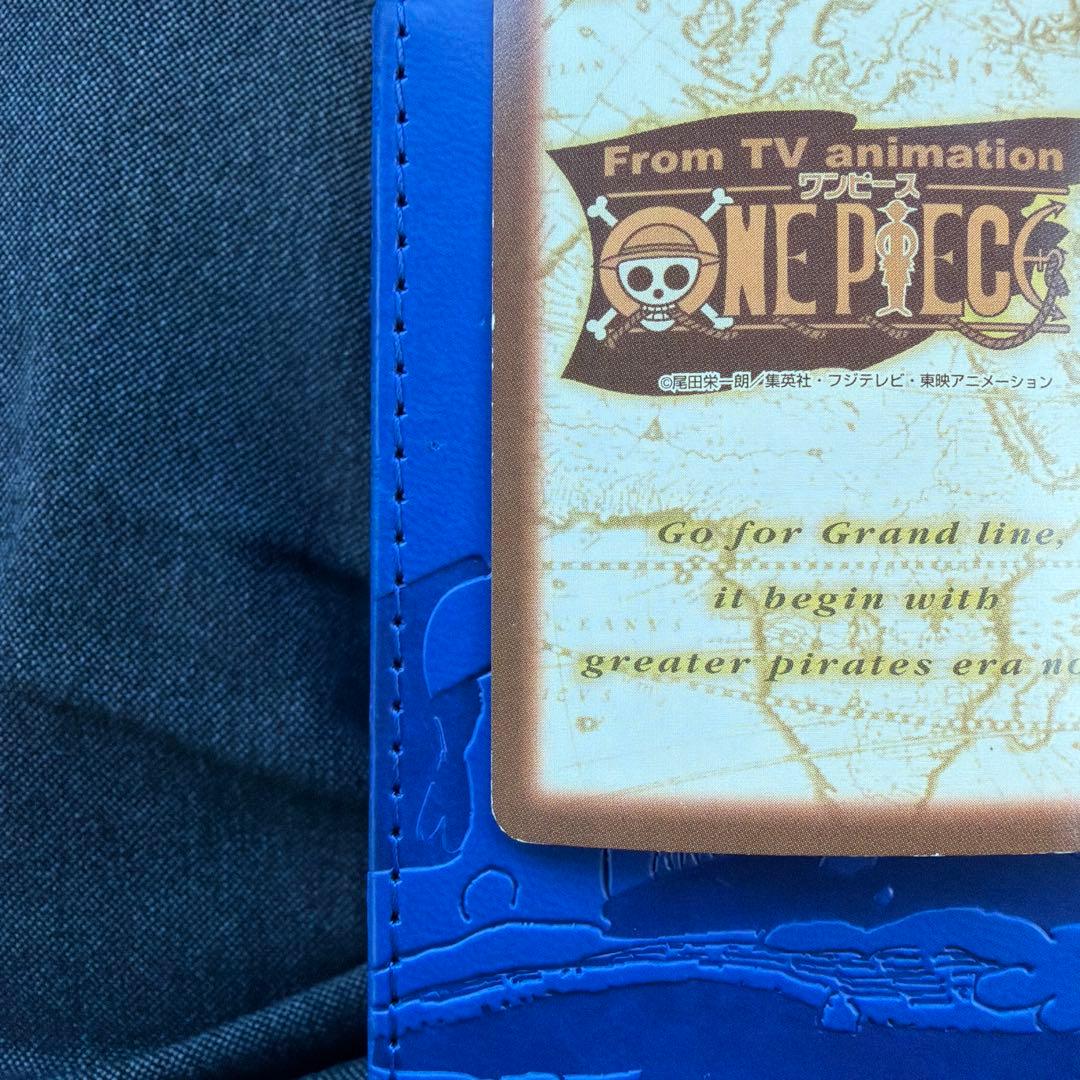 From TV animation
ワンピース
ONE PIECE
©尾田栄一朗／集英社・フジテレビ・東映アニメーション
Go for Grand line,
it begin with
greater pirates era no